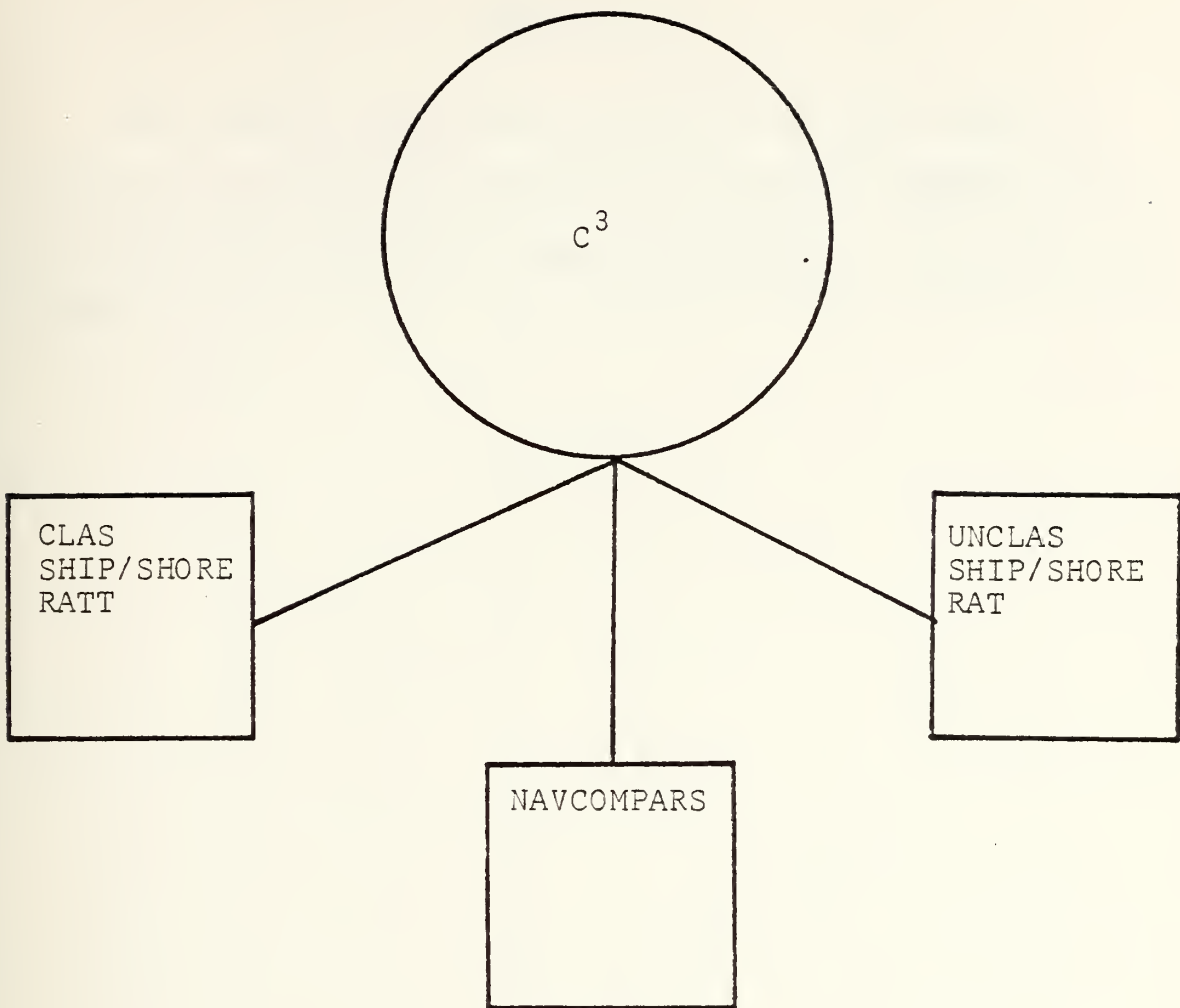 C³
CLAS
SHIP/SHORE
RATT
UNCLAS
SHIP/SHORE
RAT
NAVCOMPARS